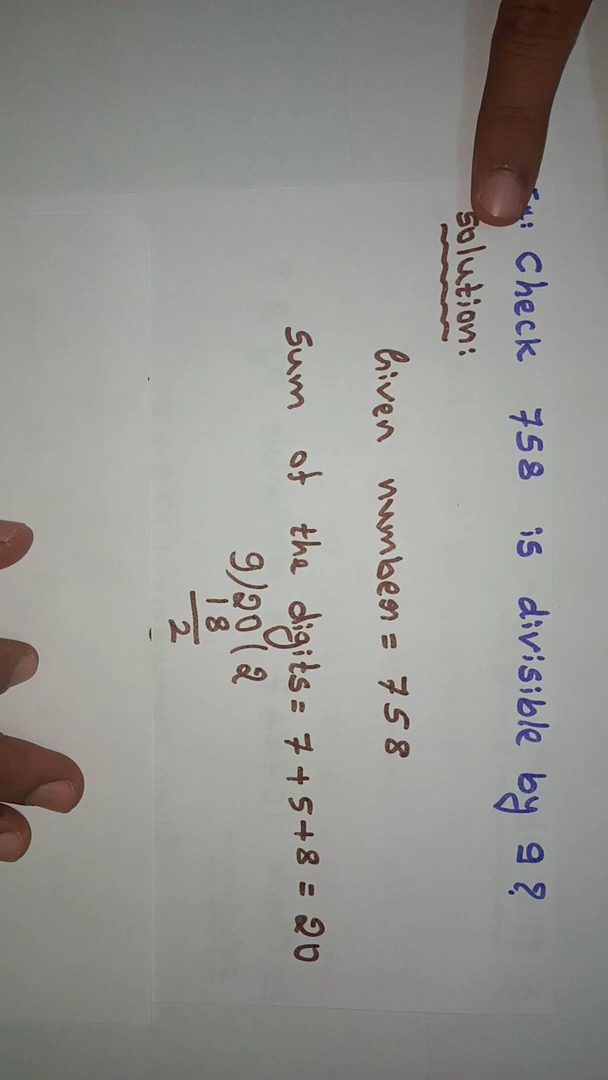 : Check 758 is divisible by 9?
Solution:
Given number = 758
Sum of the digits = 7+5+8 = 20
9)20(2
18
2